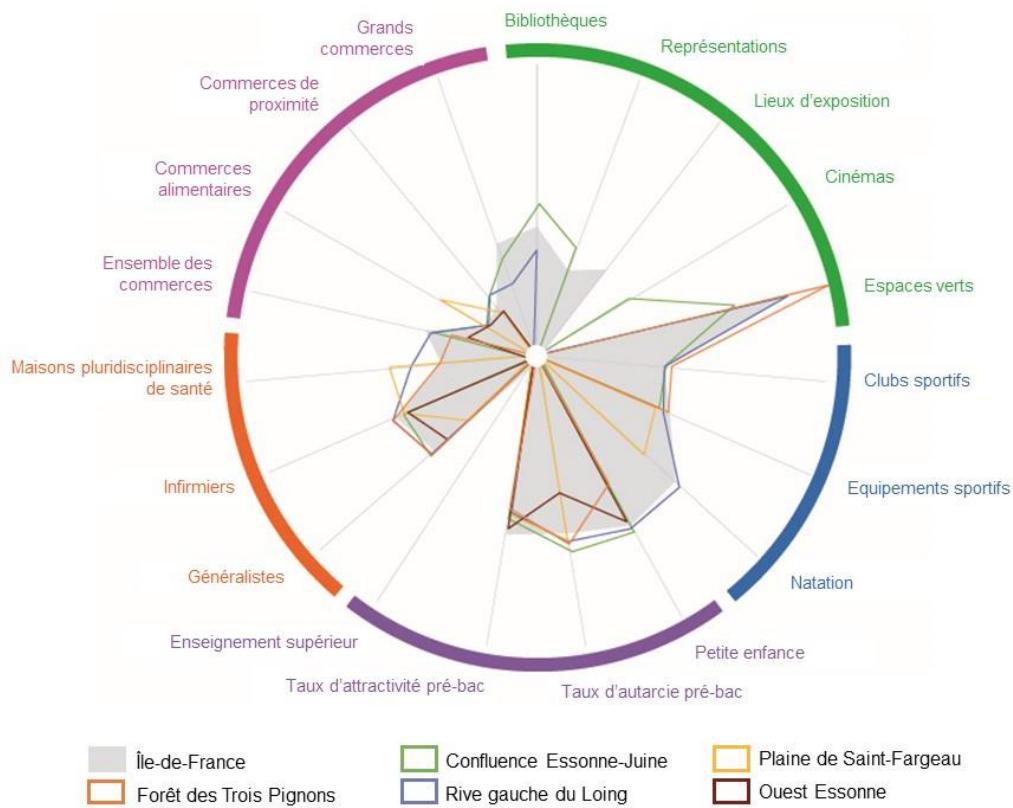 Bibliothèques
Représentations
Lieux d'exposition
Cinémas
Espaces verts
Clubs sportifs
Equipements sportifs
Natation
Petite enfance
Taux d'autarcie pré-bac
Taux d'attractivité pré-bac
Enseignement supérieur
Généralistes
Infirmiers
Maisons pluridisciplinaires
de santé
Ensemble des
commerces
Commerces
alimentaires
Commerces de
proximité
Grands
commerces
Île-de-France
Confluence Essonne-Juine
Plaine de Saint-Fargeau
Forêt des Trois Pignons
Rive gauche du Loing
Ouest Essonne